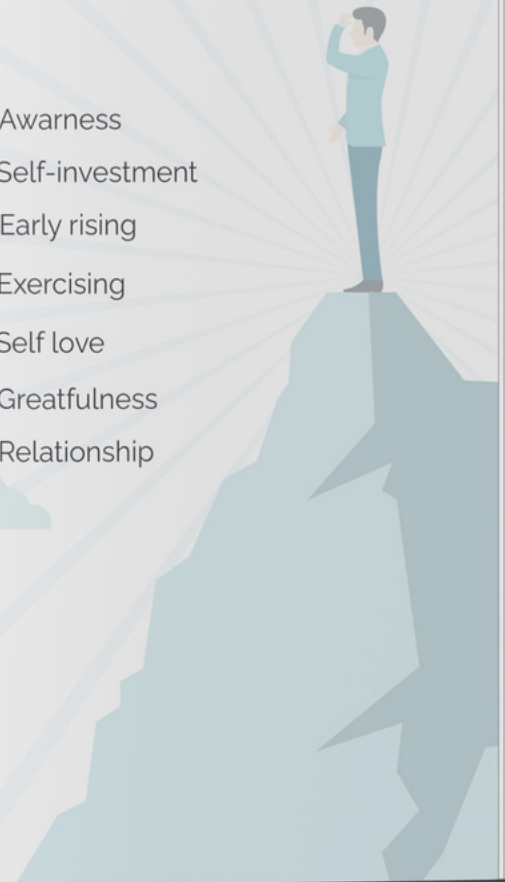 Awarness
Self-investment
Early rising
Exercising
Self love
Greatfulness
Relationship